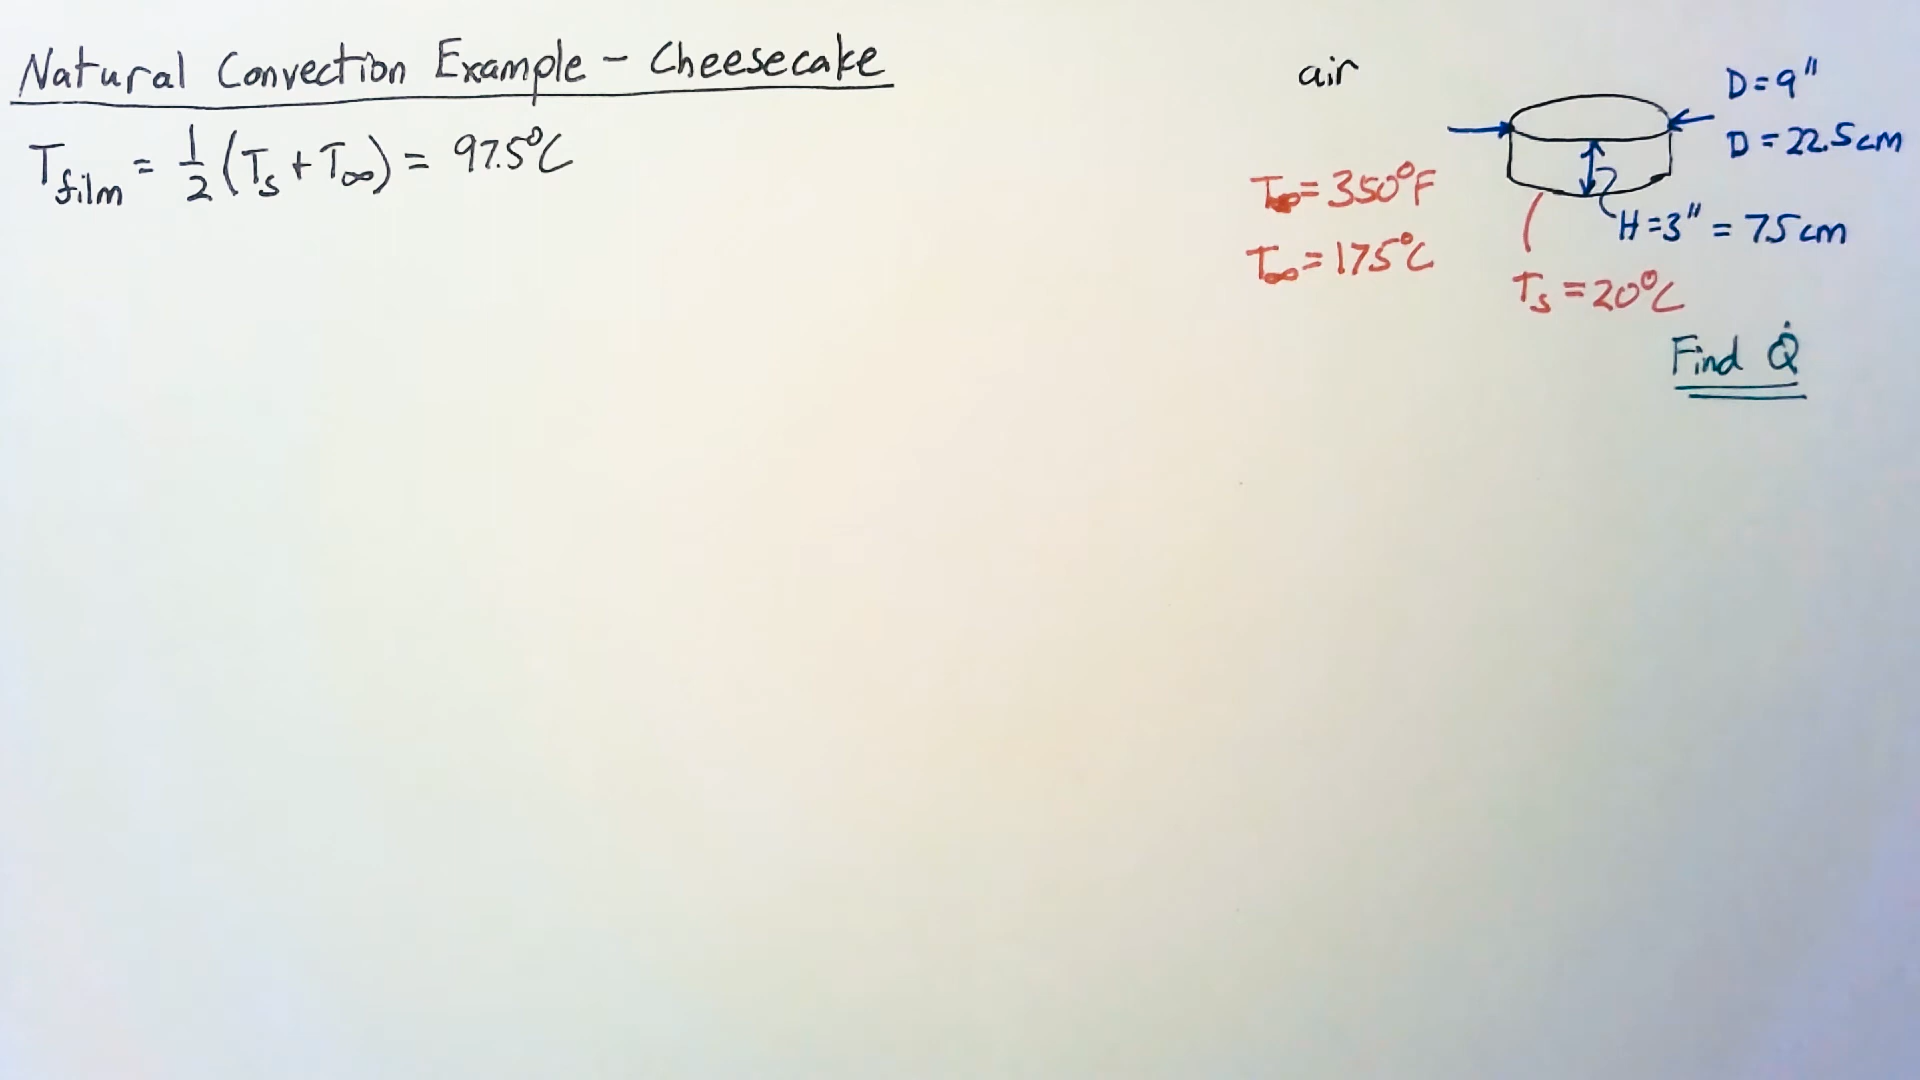 Natural Convection Example - Cheesecake
T_film = 1/2 (T_s + T_∞) = 97.5°C
air
D = 9"
D = 22.5 cm
T_∞ = 350°F
T_∞ = 175°C
H = 3" = 7.5 cm
T_s = 20°C
Find Q̇